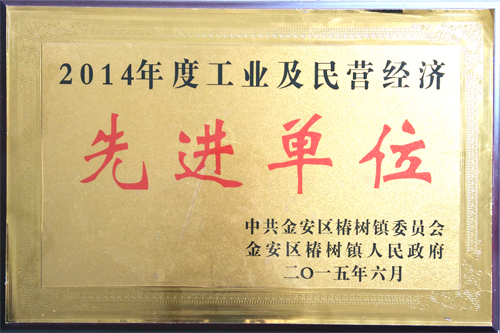 2014年度工业及民营经济
先进单位
中共金安区椿树镇委员会
金安区椿树镇人民政府
二〇一五年六月